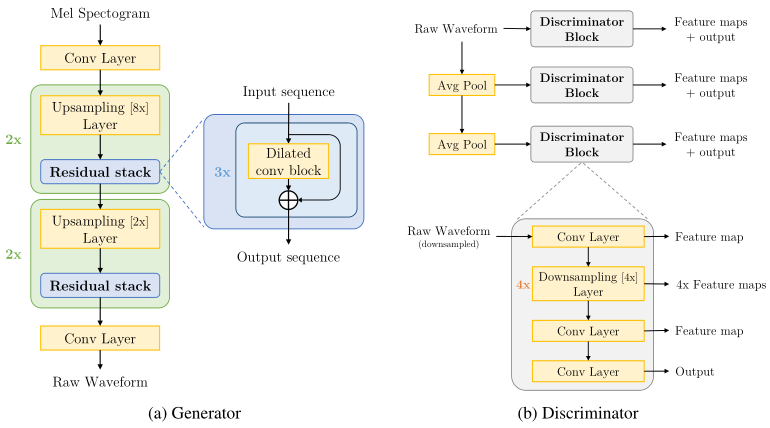 Mel Spectogram
Conv Layer
2x
Upsampling [8x]
Layer
Residual stack
2x
Upsampling [2x]
Layer
Residual stack
Conv Layer
Raw Waveform
Input sequence
3x
Dilated
conv block
Output sequence
(a) Generator
Raw Waveform
Discriminator
Block
Feature maps
+ output
Avg Pool
Discriminator
Block
Feature maps
+ output
Avg Pool
Discriminator
Block
Feature maps
+ output
Raw Waveform
(downsampled)
Conv Layer
Feature map
4x
Downsampling [4x]
Layer
4x Feature maps
Conv Layer
Feature map
Conv Layer
Output
(b) Discriminator